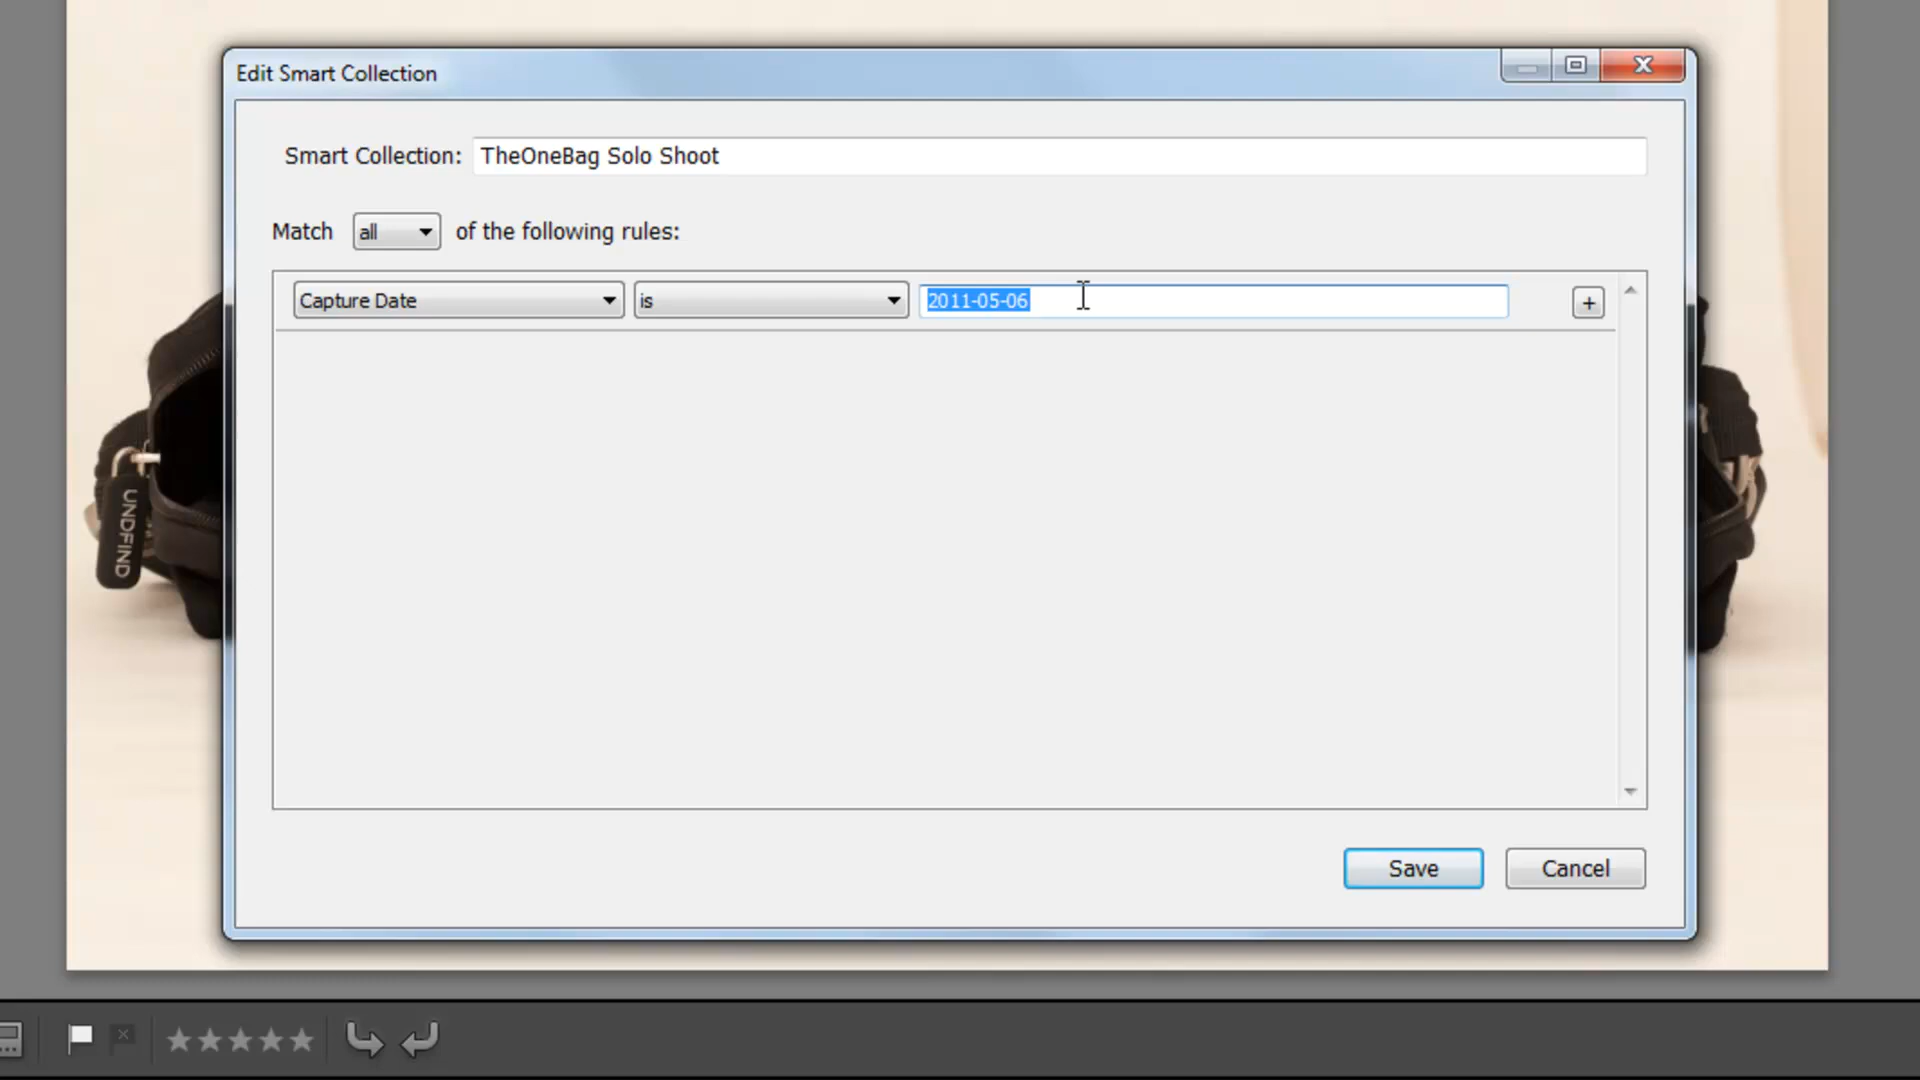 Edit Smart Collection
Smart Collection: TheOneBag Solo Shoot
Match all of the following rules:
Capture Date is 2011-05-06 +
Save Cancel
UNDFIND